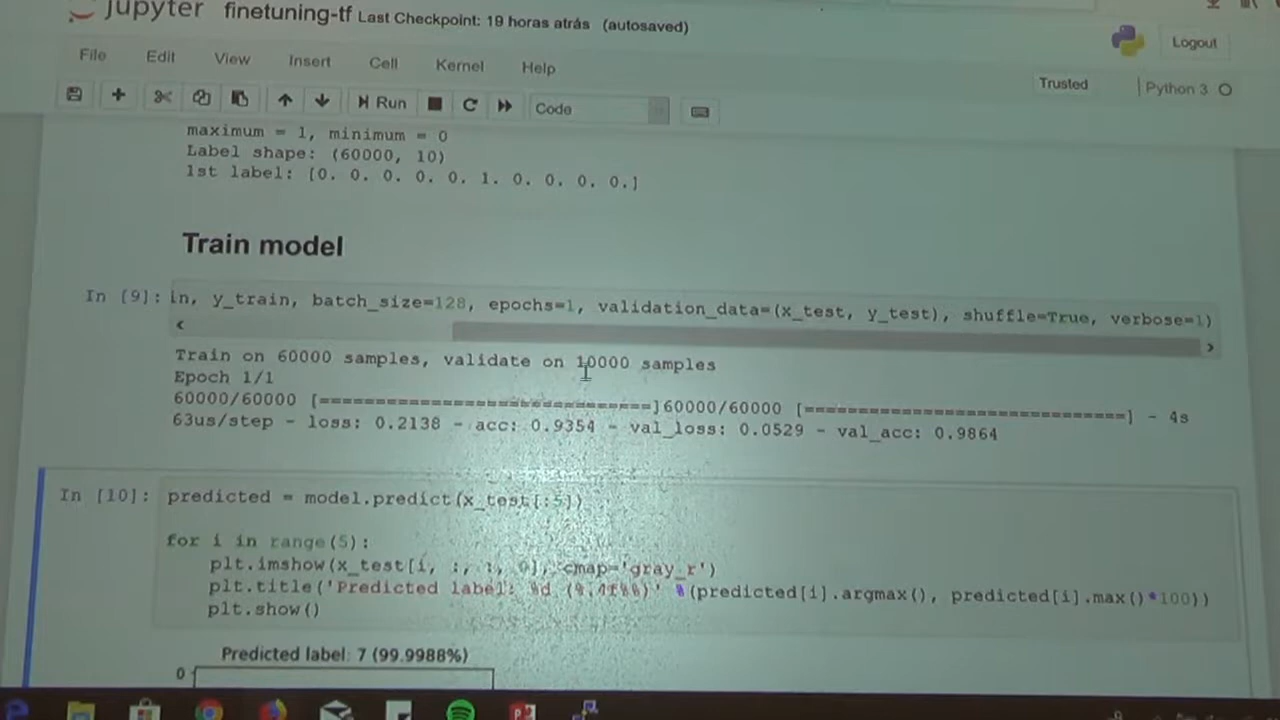 jupyter finetuning-tf Last Checkpoint: 19 horas atrás (autosaved)
Logout
File Edit View Insert Cell Kernel Help
Trusted Python 3
Run Code
maximum = 1, minimum = 0
Label shape: (60000, 10)
1st label: [0. 0. 0. 0. 0. 1. 0. 0. 0. 0.]
Train model
In [9]: in, y_train, batch_size=128, epochs=1, validation_data=(x_test, y_test), shuffle=True, verbose=1)
Train on 60000 samples, validate on 10000 samples
Epoch 1/1
60000/60000 [==============================]60000/60000 [==============================] - 4s
63us/step - loss: 0.2138 - acc: 0.9354 - val_loss: 0.0529 - val_acc: 0.9864
In [10]: predicted = model.predict(x_test[:5])
for i in range(5):
plt.imshow(x_test[i, :, :, 0], cmap='gray_r')
plt.title('Predicted label: %d (%.4f%%)' %(predicted[i].argmax(), predicted[i].max()*100))
plt.show()
Predicted label: 7 (99.9988%)
0